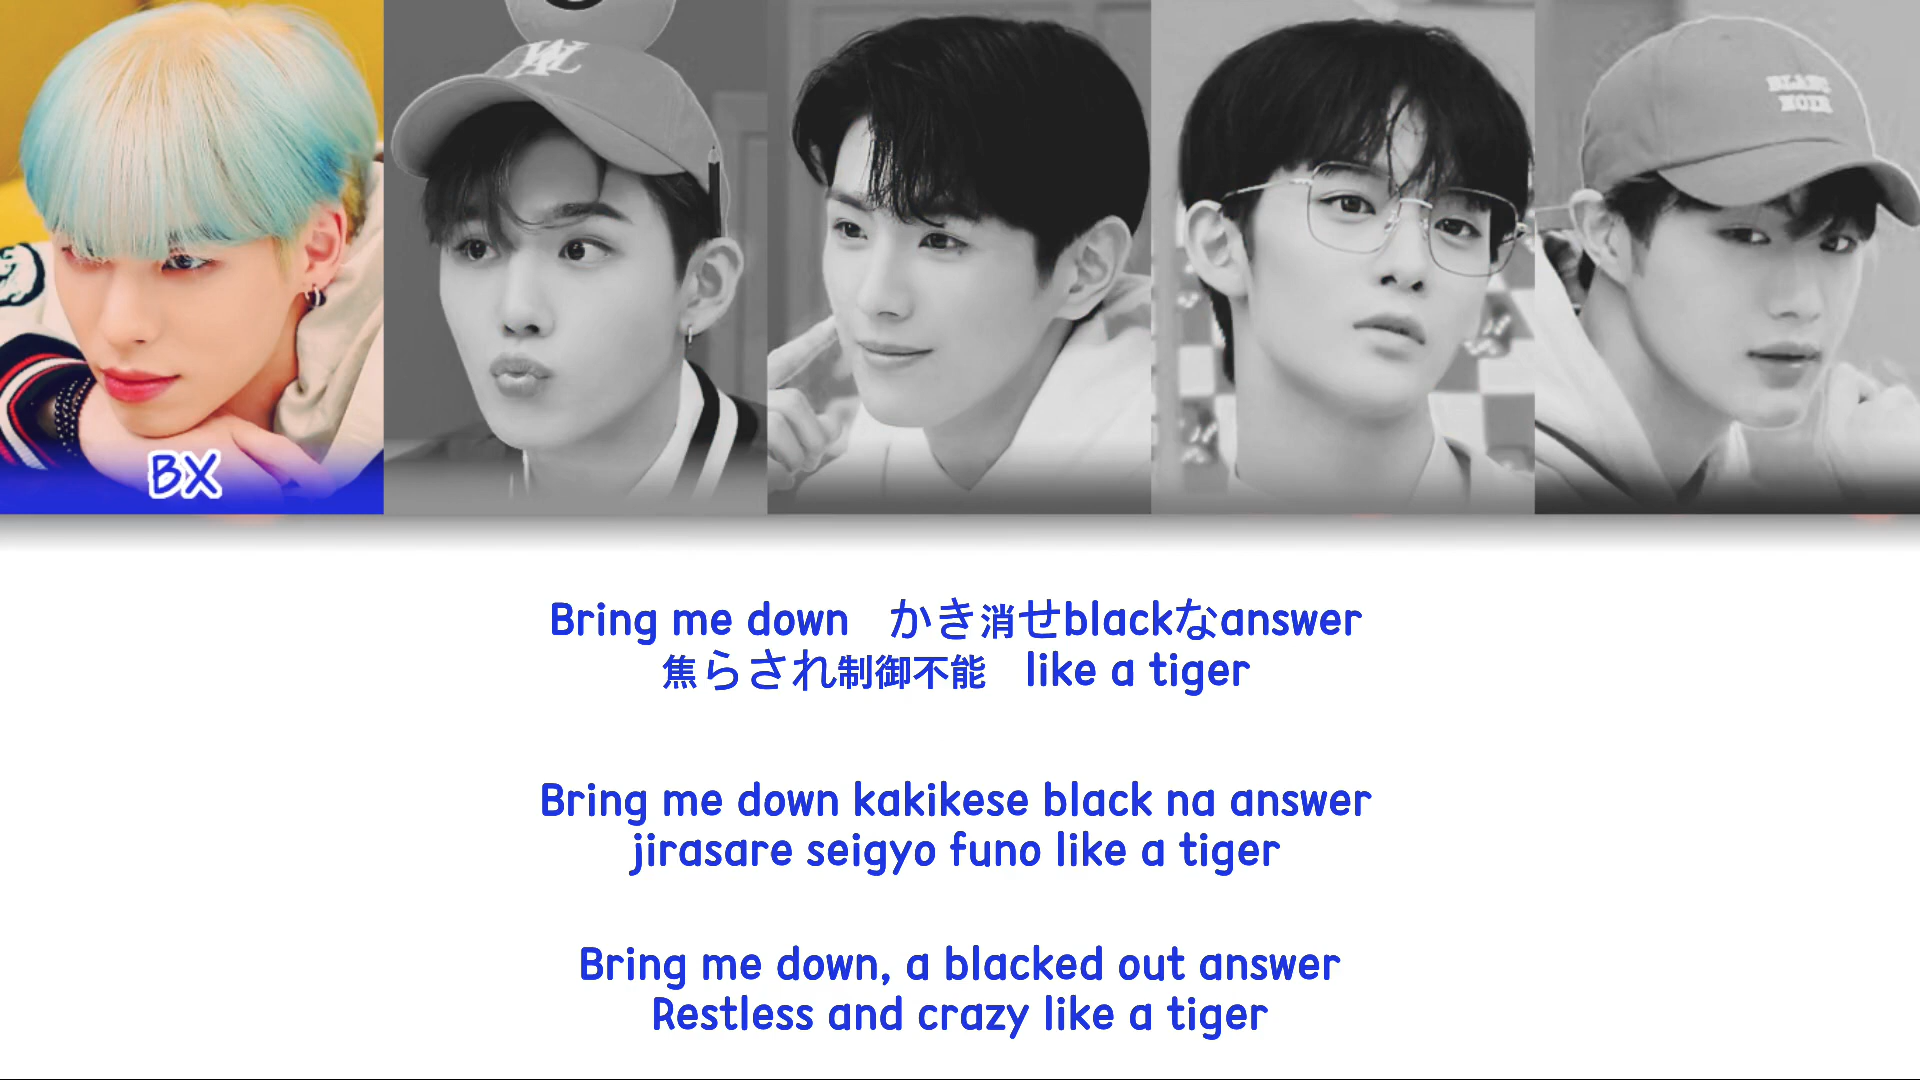 BLANC
NOIR
BX
Bring me down　かき消せblackなanswer
焦らされ制御不能　like a tiger
Bring me down kakikese black na answer
jirasare seigyo funo like a tiger
Bring me down, a blacked out answer
Restless and crazy like a tiger